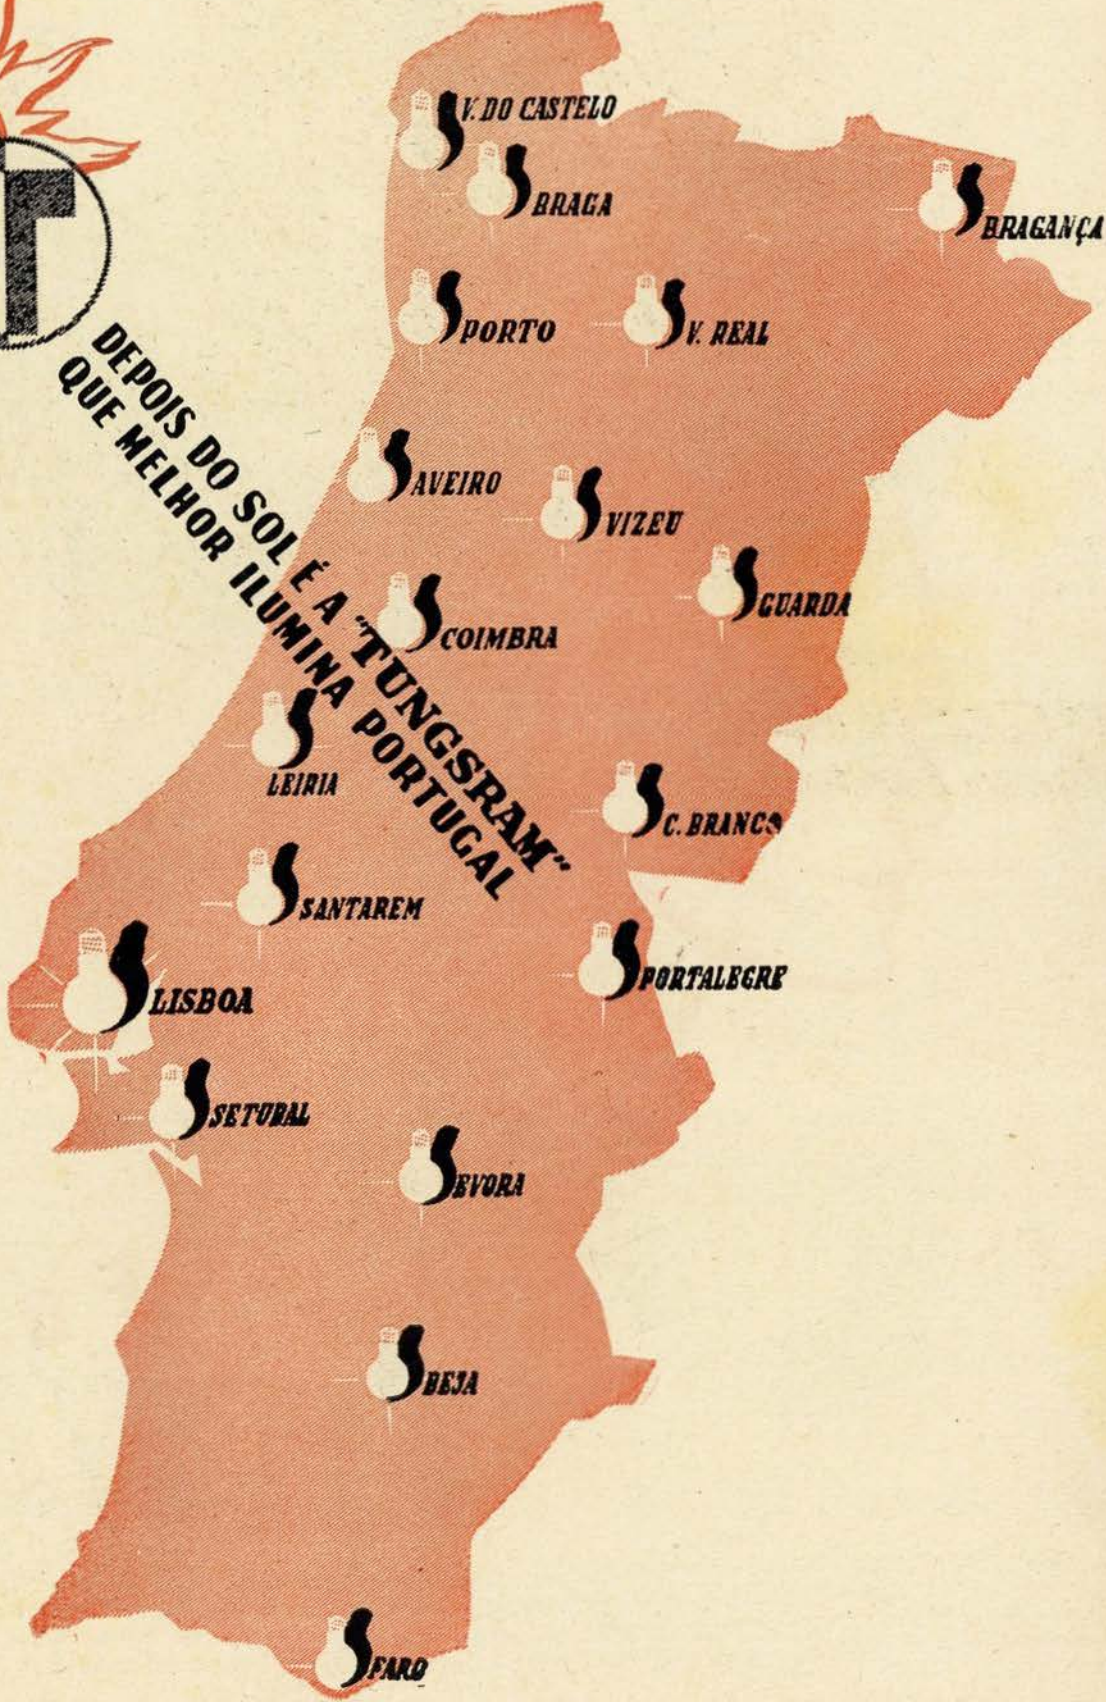 T
V. DO CASTELO
BRAGA
BRAGANÇA
PORTO
V. REAL
DEPOIS DO SOL É A "TUNGSRAM"
QUE MELHOR ILUMINA PORTUGAL
AVEIRO
VIZEU
GUARDA
COIMBRA
LEIRIA
C. BRANCO
SANTAREM
PORTALEGRE
LISBOA
SETUBAL
EVORA
BEJA
FARO